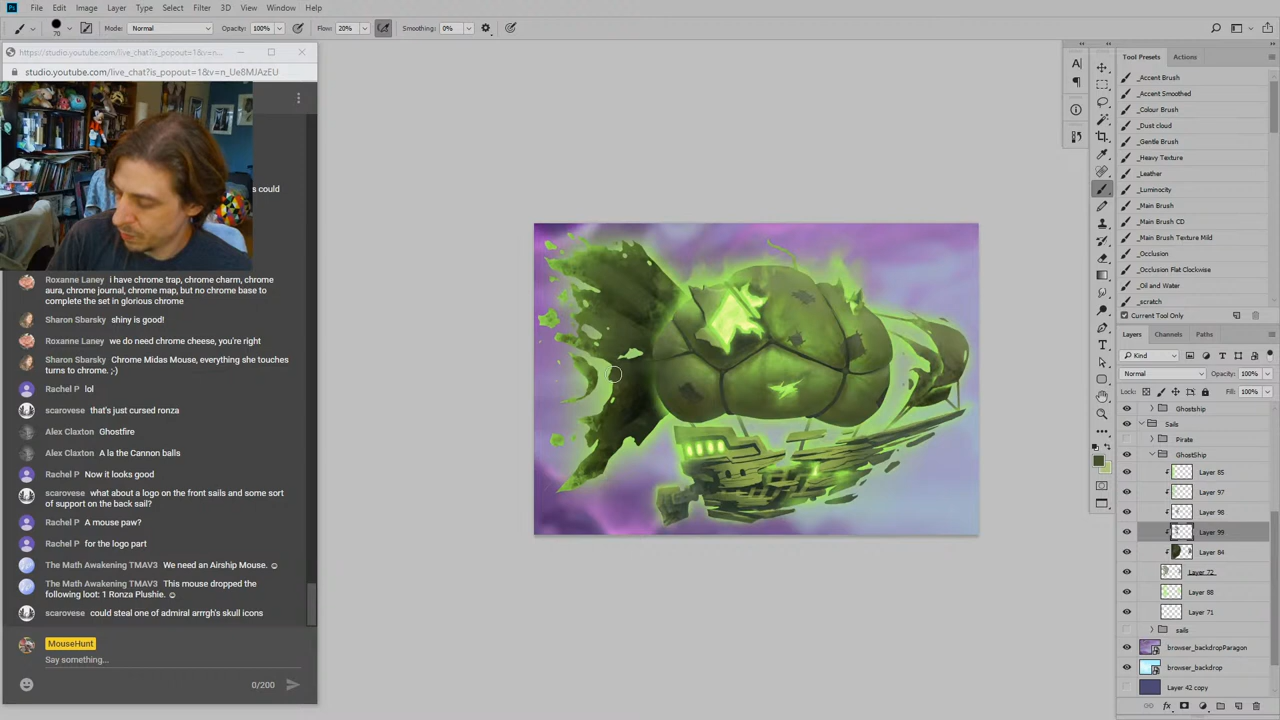 File Edit Image Layer Type Select Filter 3D View Window Help
70 Mode: Normal Opacity: 100% Flow: 20% Smoothing: 0%
https://studio.youtube.com/live_chat?is_popout=1&v=n...
studio.youtube.com/live_chat?is_popout=1&v=n_Ue8MJAzEU
s could
Roxanne Laney i have chrome trap, chrome charm, chrome
aura, chrome journal, chrome map, but no chrome base to
complete the set in glorious chrome
Sharon Sbarsky shiny is good!
Roxanne Laney we do need chrome cheese, you're right
Sharon Sbarsky Chrome Midas Mouse, everything she touches
turns to chrome. ;-)
Rachel P lol
scarovese that's just cursed ronza
Alex Claxton Ghostfire
Alex Claxton A la the Cannon balls
Rachel P Now it looks good
scarovese what about a logo on the front sails and some sort
of support on the back sail?
Rachel P A mouse paw?
Rachel P for the logo part
The Math Awakening TMAV3 We need an Airship Mouse.
The Math Awakening TMAV3 This mouse dropped the
following loot: 1 Ronza Plushie.
scarovese could steal one of admiral arrrgh's skull icons
MouseHunt
Say something...
0/200
Tool Presets Actions
_Accent Brush
_Accent Smoothed
_Colour Brush
_Dust cloud
_Gentle Brush
_Heavy Texture
_Leather
_Luminocity
_Main Brush
_Main Brush CD
_Main Brush Texture Mild
_Occlusion
_Occlusion Flat Clockwise
_Oil and Water
_scratch
Current Tool Only
Layers Channels Paths
Kind
Normal Opacity: 100%
Lock: Fill: 100%
Ghostship
Sails
Pirate
GhostShip
Layer 85
Layer 97
Layer 98
Layer 99
Layer 84
Layer 72
Layer 88
Layer 71
sails
browser_backdropParagon
browser_backdrop
Layer 42 copy